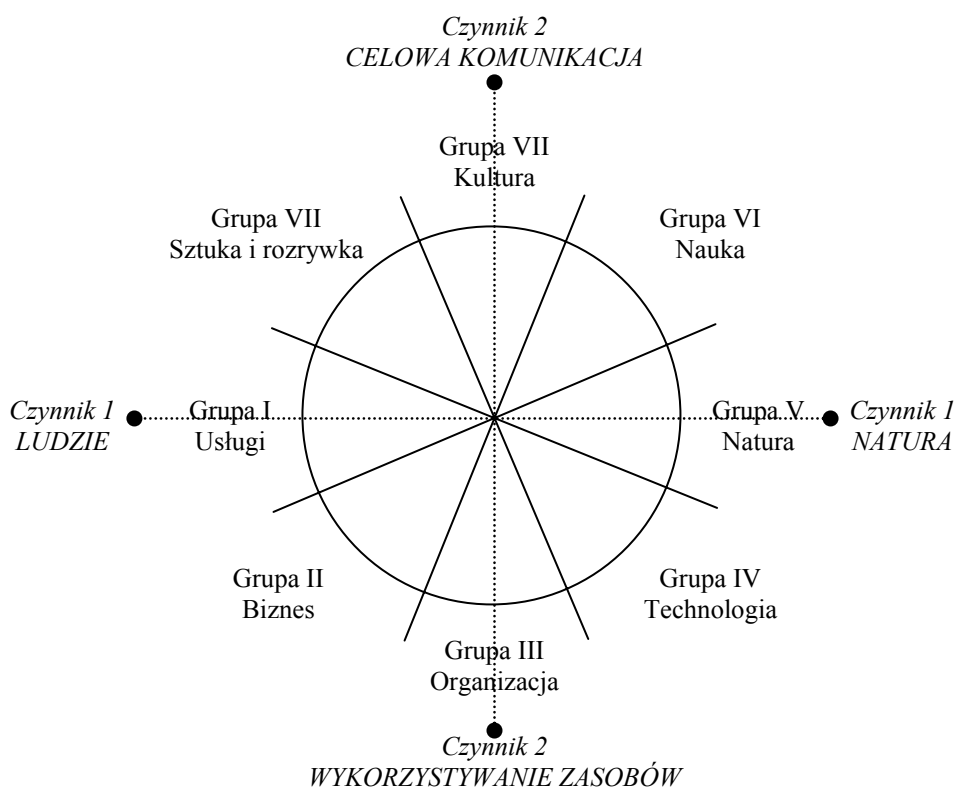 Czynnik 2
CELOWA KOMUNIKACJA
Grupa VII
Kultura
Grupa VII
Sztuka i rozrywka
Grupa VI
Nauka
Czynnik 1
LUDZIE
Grupa I
Usługi
Grupa V
Natura
Czynnik 1
NATURA
Grupa II
Biznes
Grupa IV
Technologia
Grupa III
Organizacja
Czynnik 2
WYKORZYSTYWANIE ZASOBÓW